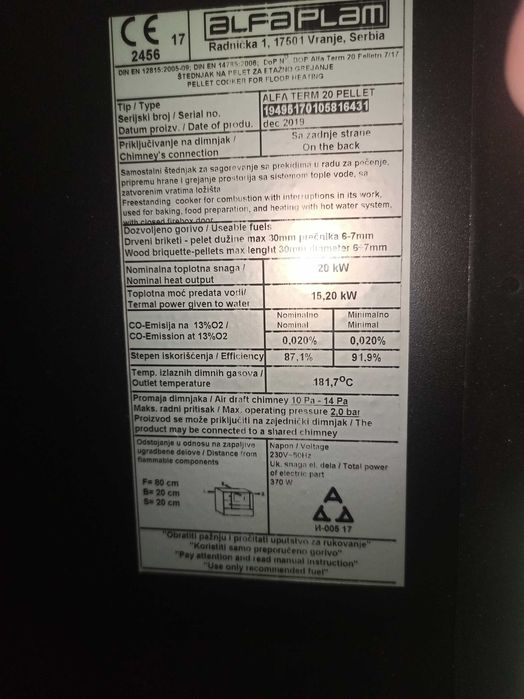 CE 17
2456
ALFAPLAM
Radnička 1, 17501 Vranje, Serbia
DIN EN 12815:2005-09, DIN EN 14785:2006; DoP N°. DOP Alfa Term 20 Pelletri 7/17
ŠTEDNJAK NA PELET ZA ETAŽNO GREJANJE
PELLET COOKER FOR FLOOR HEATING
Tip / Type
ALFA TERM 20 PELLET
Serijski broj / Serial no.
19496170105816431
Datum proizv. / Date of produ.
dec 2019
Priključivanje na dimnjak /
Chimney's connection
Sa zadnje strane
On the back
Samostalni štednjak za sagorevanje sa prekidima u radu za pečenje,
pripremu hrane i grejanje prostorija sa sistemom tople vode, sa
zatvorenim vratima ložišta
Freestanding cooker for combustion with interruptions in its work,
used for baking, food preparation, and heating with hot water system,
with closed firebox door
Dozvoljeno gorivo / Useable fuels
Drveni briketi - pelet dužine max 30mm prečnika 6-7mm
Wood briquette-pellets max lenght 30mm diameter 6-7mm
Nominalna toplotna snaga /
Nominal heat output
20 kW
Toplotna moć predata vodi/
Termal power given to water
15,20 kW
CO-Emisija na 13%O2 /
CO-Emission at 13%O2
Nominalno
Nominal
Minimalno
Minimal
0,020%
0,020%
Stepen iskorišćenja / Efficiency
87,1%
91,9%
Temp. izlaznih dimnih gasova /
Outlet temperature
181,7°C
Promaja dimnjaka / Air draft chimney 10 Pa - 14 Pa
Maks. radni pritisak / Max. operating pressure 2,0 bar
Proizvod se može priključiti na zajednički dimnjak / The
product may be connected to a shared chimney
Odstojanje u odnosu na zapaljive
ugradbene delove / Distance from
flammable components
F= 80 cm
B= 20 cm
S= 20 cm
Napon / Voltage
230V~50Hz
Uk. snaga el. dela / Total power
of electric part
370 W
A
A A
И-005 17
"Obratiti pažnju i pročitati uputstvo za rukovanje"
"Koristiti samo preporučeno gorivo"
"Pay attention and read manual instruction"
"Use only recommended fuel"